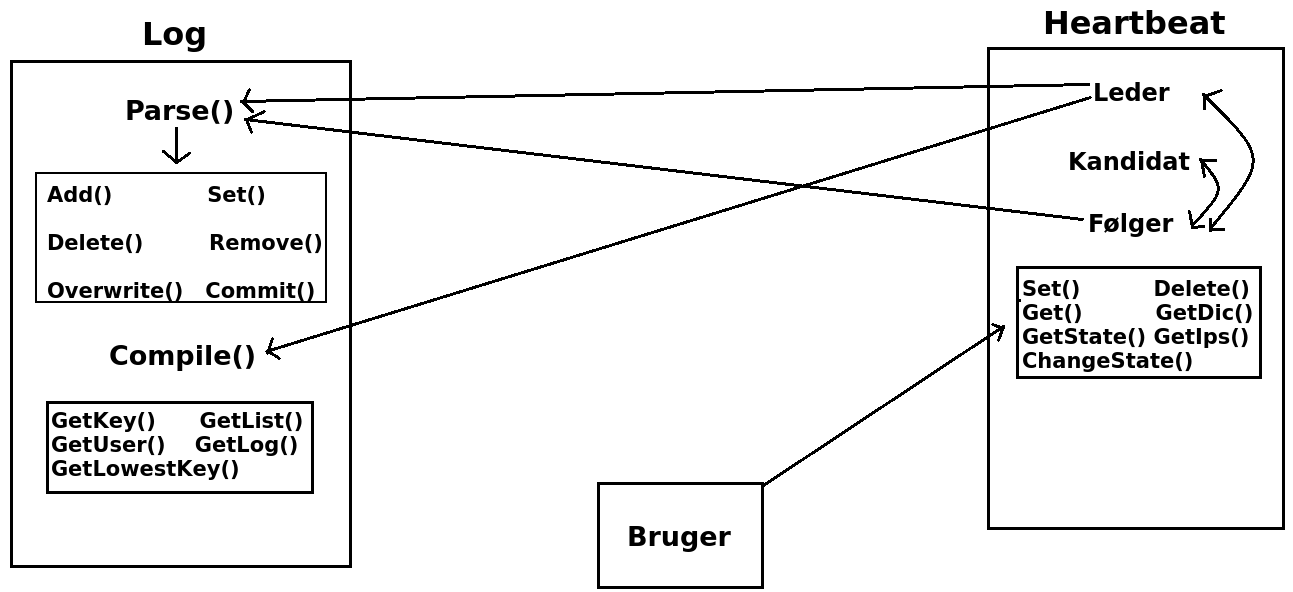 Log
Parse()
Add() Set()
Delete() Remove()
Overwrite() Commit()
Compile()
GetKey() GetList()
GetUser() GetLog()
GetLowestKey()
Bruger
Heartbeat
Leder
Kandidat
Følger
Set() Delete()
Get() GetDic()
GetState() GetIps()
ChangeState()